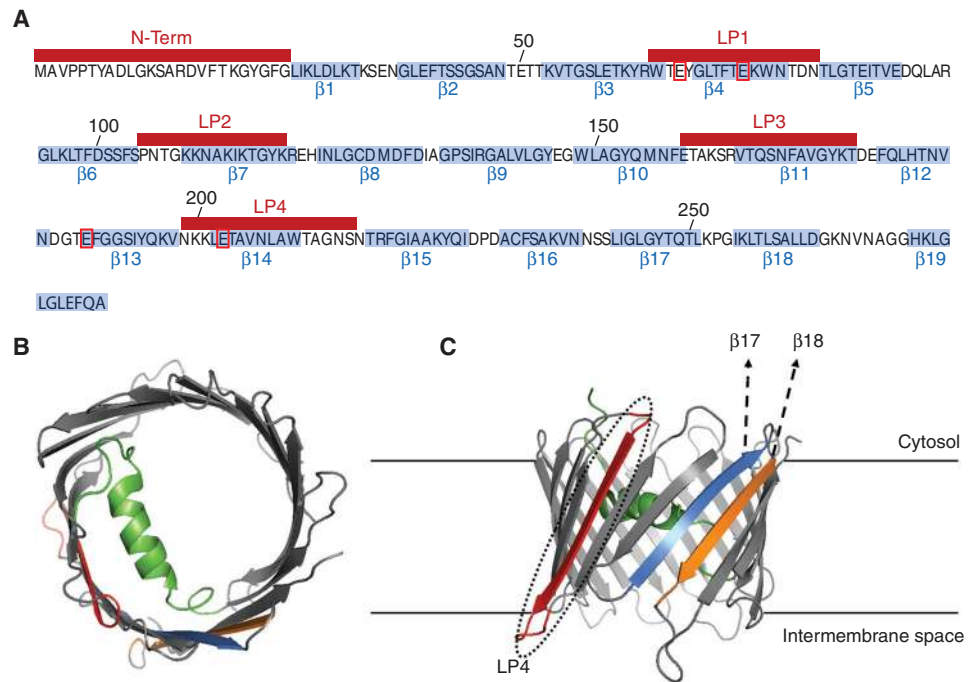 A
N-Term 50 LP1
MAVPPTYADLGKSARDVFTKGYGFGLIKLDLKTKSENGLEFTSSGSANTETTKVTGSLETKYRWTEYGLTFTEKWNTDNTLGTEITVEDQLAR
β1 β2 β3 β4 β5
100 LP2 150 LP3
GLKLTFDSSFSPNTGKKNAKIKTGYKREHINLGCDMDFDIAGPSIRGALVLGYEGWLAGYQMNFETAKSRVTQSNFAVGYKTDEFQLHTNV
β6 β7 β8 β9 β10 β11 β12
200 LP4 250
NDGTEFGGSIYQKVNKKLETAVNLAWTAGNSNTRFGIAAKYQIDPDACFSAKVNNSSLIGLGYTQTLKPGIKLTLSALLDGKNVNAGGHKLG
β13 β14 β15 β16 β17 β18 β19
LGLEFQA
B C
β17 β18
Cytosol
Intermembrane space
LP4